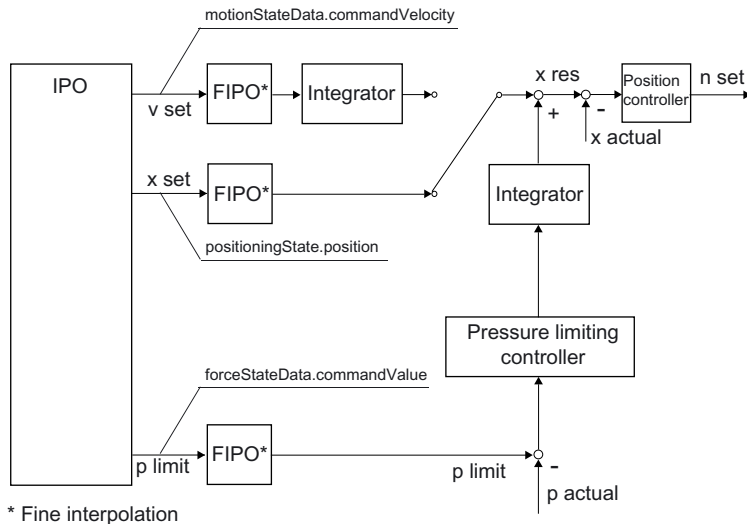 motionStateData.commandVelocity
IPO
v set
FIPO*
Integrator
x res
Position
controller
n set
+
-
x actual
x set
FIPO*
Integrator
positioningState.position
Pressure limiting
controller
forceStateData.commandValue
p limit
FIPO*
p limit
-
p actual
* Fine interpolation